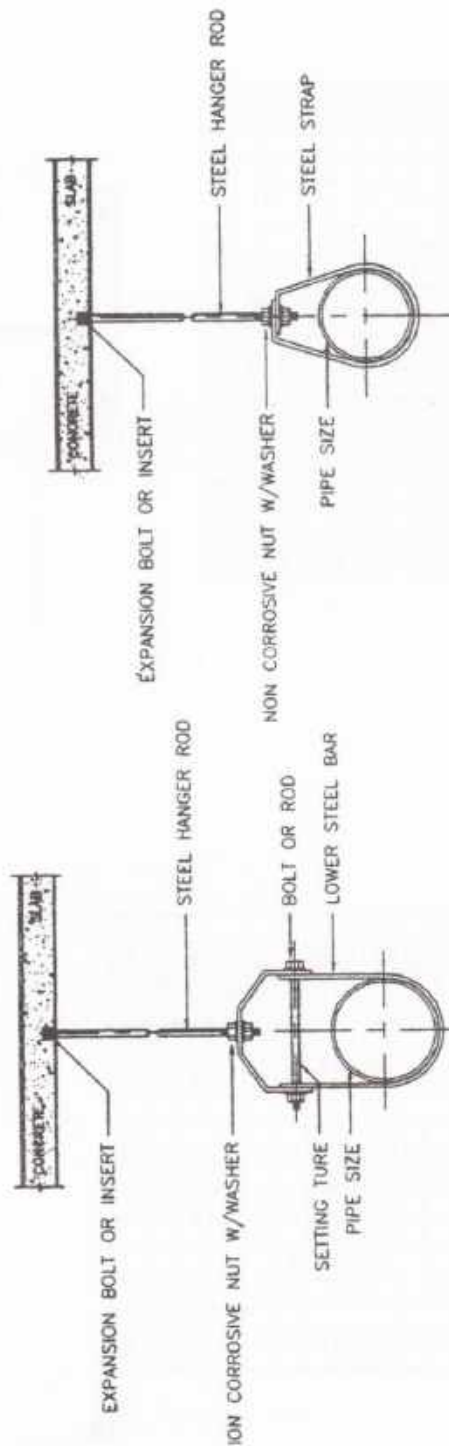 CONCRETE
SLAB
EXPANSION BOLT OR INSERT
STEEL HANGER ROD
ION CORROSIVE NUT W/WASHER
BOLT OR ROD
LOWER STEEL BAR
SETTING TURE
PIPE SIZE
CONCRETE
SLAB
EXPANSION BOLT OR INSERT
STEEL HANGER ROD
NON CORROSIVE NUT W/WASHER
STEEL STRAP
PIPE SIZE